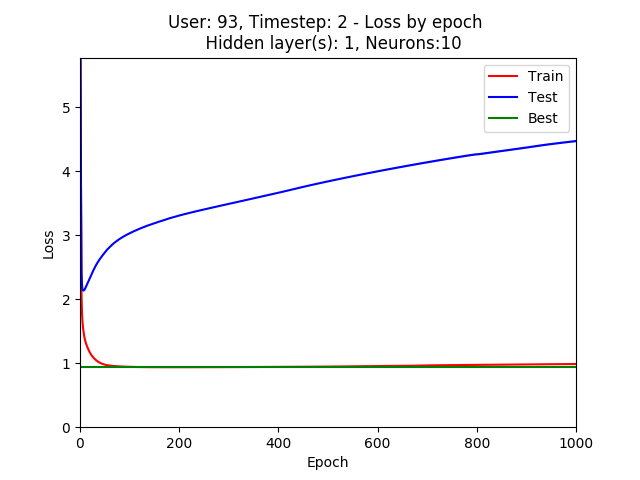 User: 93, Timestep: 2 - Loss by epoch
Hidden layer(s): 1, Neurons:10
Train
Test
Best
5
4
3
2
1
0
Loss
0 200 400 600 800 1000
Epoch